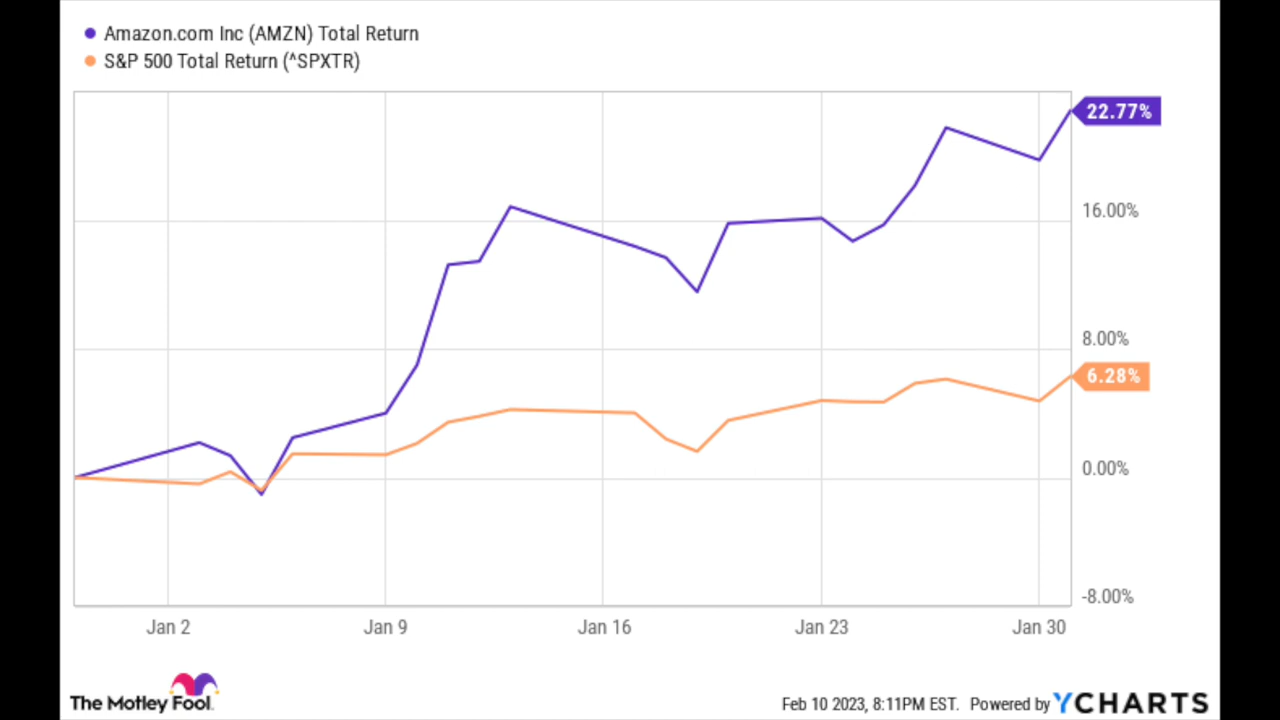 Amazon.com Inc (AMZN) Total Return
S&P 500 Total Return (^SPXTR)
22.77%
16.00%
8.00%
6.28%
0.00%
-8.00%
Jan 2 Jan 9 Jan 16 Jan 23 Jan 30
The Motley Fool
Feb 10 2023, 8:11PM EST. Powered by YCHARTS